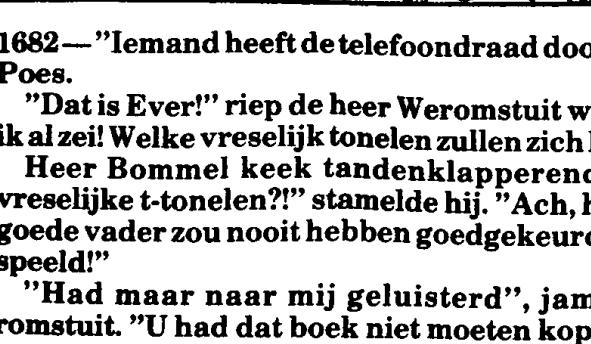 1682—”Iemand heeft de telefoondraad doo
Poes.
”Dat is Ever!” riep de heer Weromstuit w
ik al zei! Welke vreselijk tonelen zullen zich
Heer Bommel keek tandenklapperend
vreselijke t-tonelen?!” stamelde hij. ”Ach, h
goede vader zou nooit hebben goedgekeurd
speeld!”
”Had maar naar mij geluisterd”, jam
romstuit. ”U had dat boek niet moeten kop